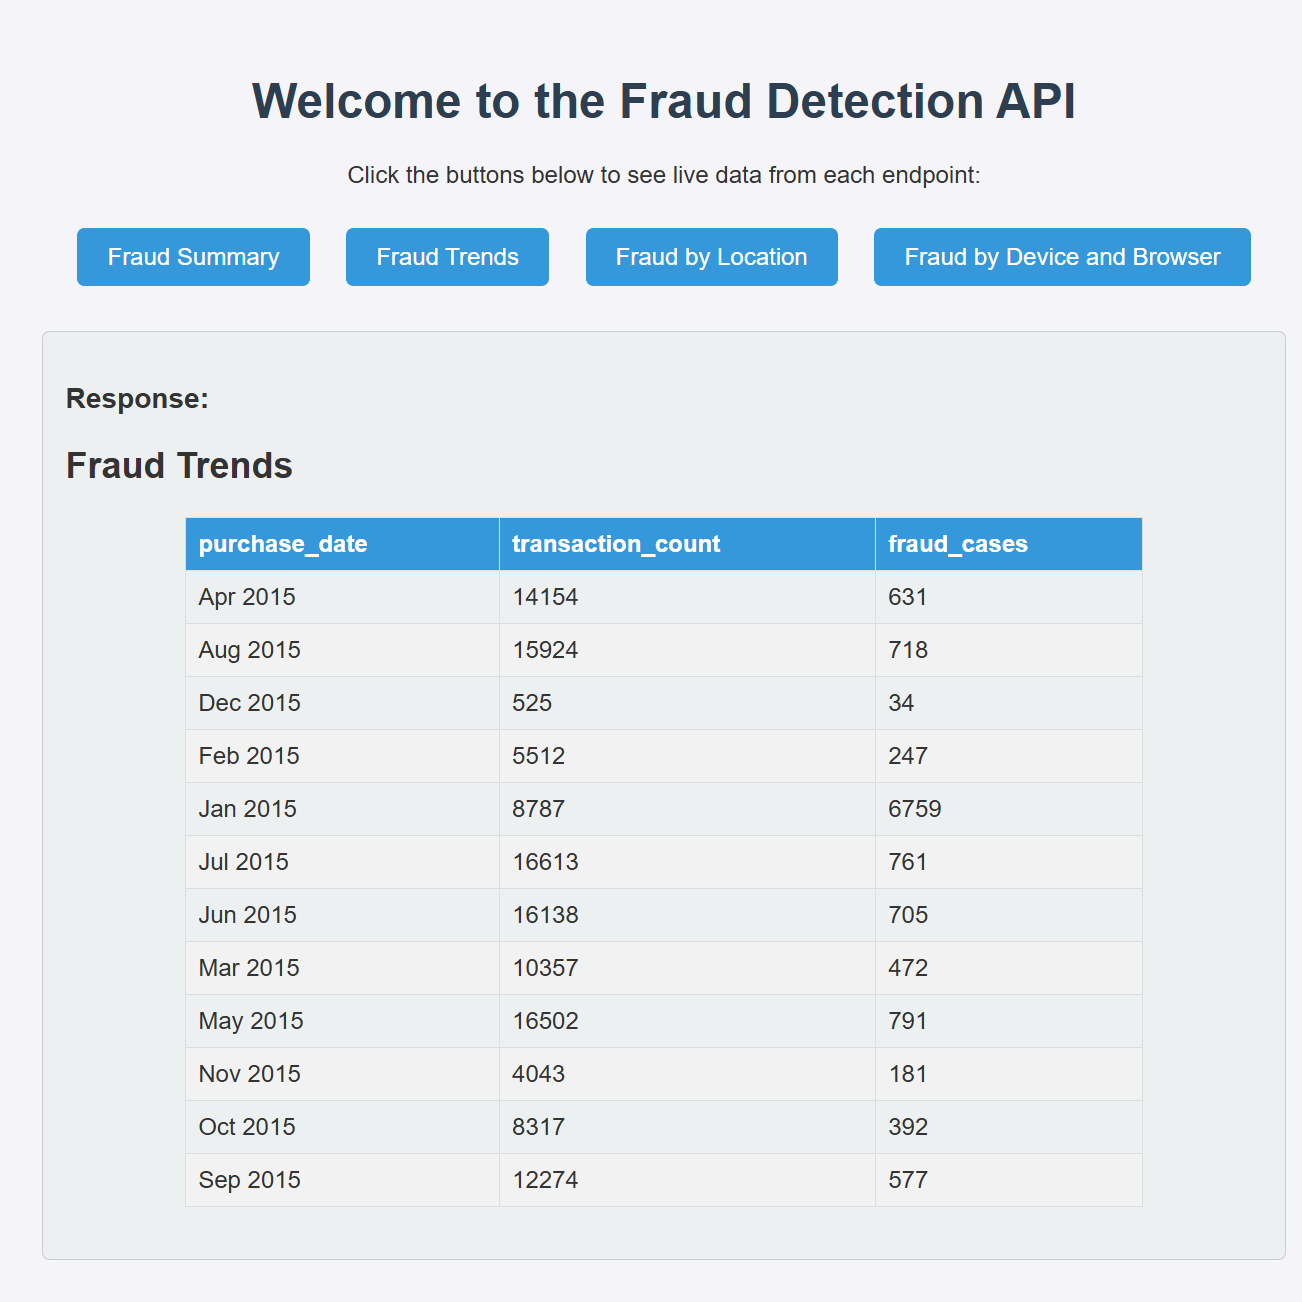 Welcome to the Fraud Detection API
Click the buttons below to see live data from each endpoint:
Fraud Summary Fraud Trends Fraud by Location Fraud by Device and Browser
Response:
Fraud Trends
purchase_date transaction_count fraud_cases
Apr 2015 14154 631
Aug 2015 15924 718
Dec 2015 525 34
Feb 2015 5512 247
Jan 2015 8787 6759
Jul 2015 16613 761
Jun 2015 16138 705
Mar 2015 10357 472
May 2015 16502 791
Nov 2015 4043 181
Oct 2015 8317 392
Sep 2015 12274 577